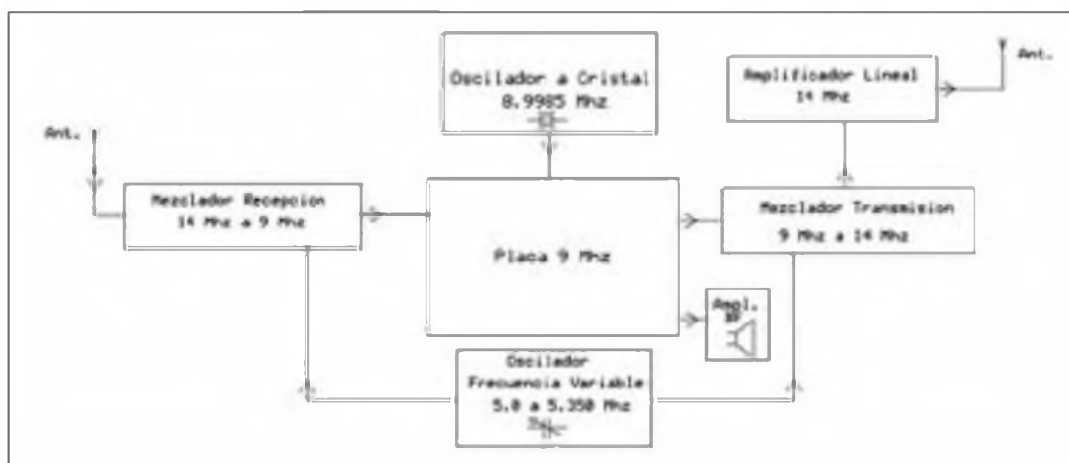 Oscilador a Cristal
8.9985 Mhz
Amplificador Lineal
14 Mhz
Ant.
Ant.
Mezclador Recepcion
14 Mhz a 9 Mhz
Placa 9 Mhz
Mezclador Transmision
9 Mhz a 14 Mhz
Ampl.
Oscilador
Frecuencia Variable
5.0 a 5.350 Mhz